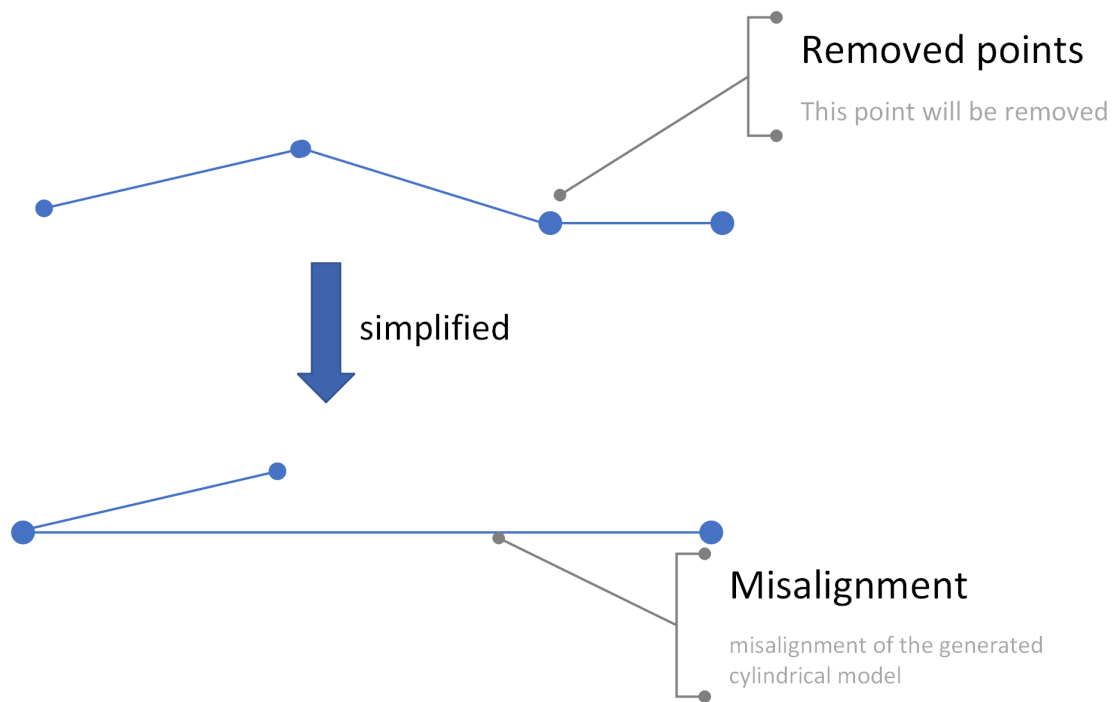 Removed points
This point will be removed
simplified
Misalignment
misalignment of the generated
cylindrical model